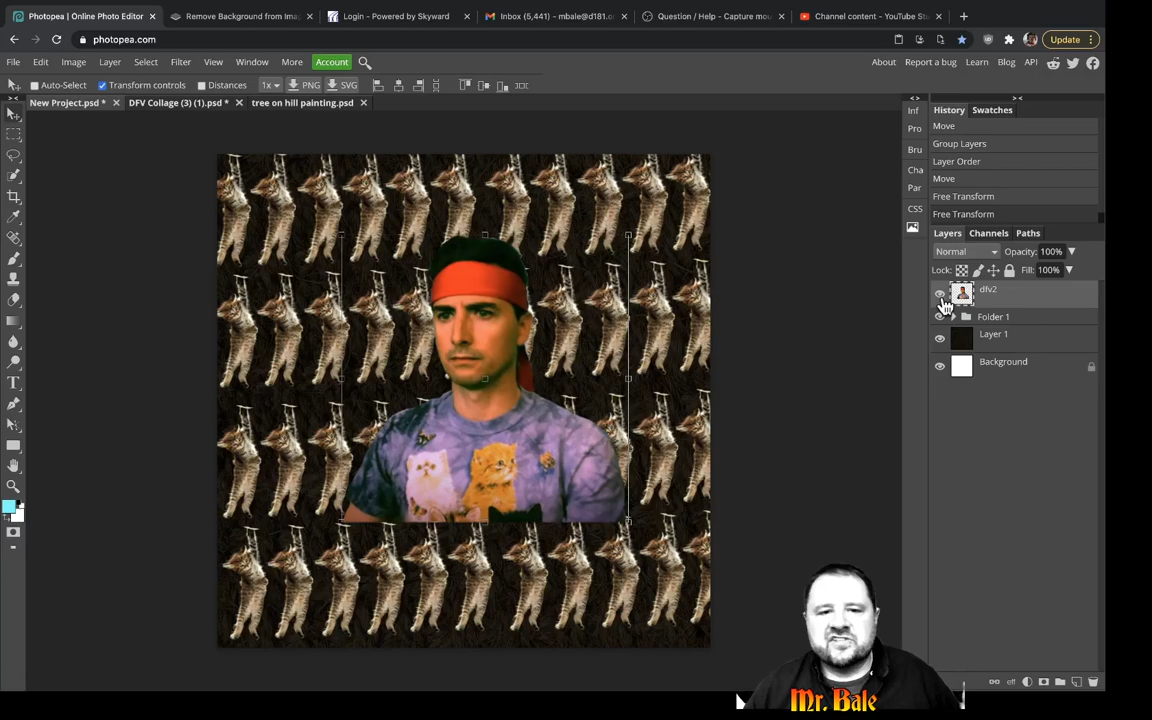 Photopea | Online Photo Editor
Remove Background from Imag
Login - Powered by Skyward
Inbox (5,441) - mbale@d181.o
Question / Help - Capture mou
Channel content - YouTube Stu
photopea.com
Update
File Edit Image Layer Select Filter View Window More Account
About Report a bug Learn Blog API
Auto-Select Transform controls Distances 1x PNG SVG
New Project.psd * DFV Collage (3) (1).psd * tree on hill painting.psd
< > > <
Inf
Pro
Bru
Cha
Par
CSS
History Swatches
Move
Group Layers
Layer Order
Move
Free Transform
Free Transform
Layers Channels Paths
Normal Opacity: 100%
Lock: Fill: 100%
dfv2
Folder 1
Layer 1
Background
eff
Mr. Bale